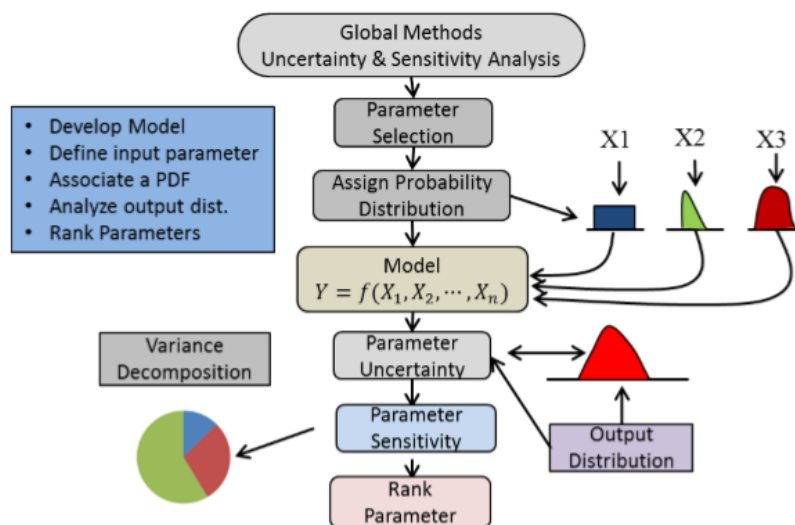 Global Methods
Uncertainty & Sensitivity Analysis
Parameter
Selection
• Develop Model
• Define input parameter
• Associate a PDF
• Analyze output dist.
• Rank Parameters
X1
X2
X3
Assign Probability
Distribution
Model
Y = f(X₁, X₂, ⋯, Xₙ)
Variance
Decomposition
Parameter
Uncertainty
Parameter
Sensitivity
Output
Distribution
Rank
Parameter